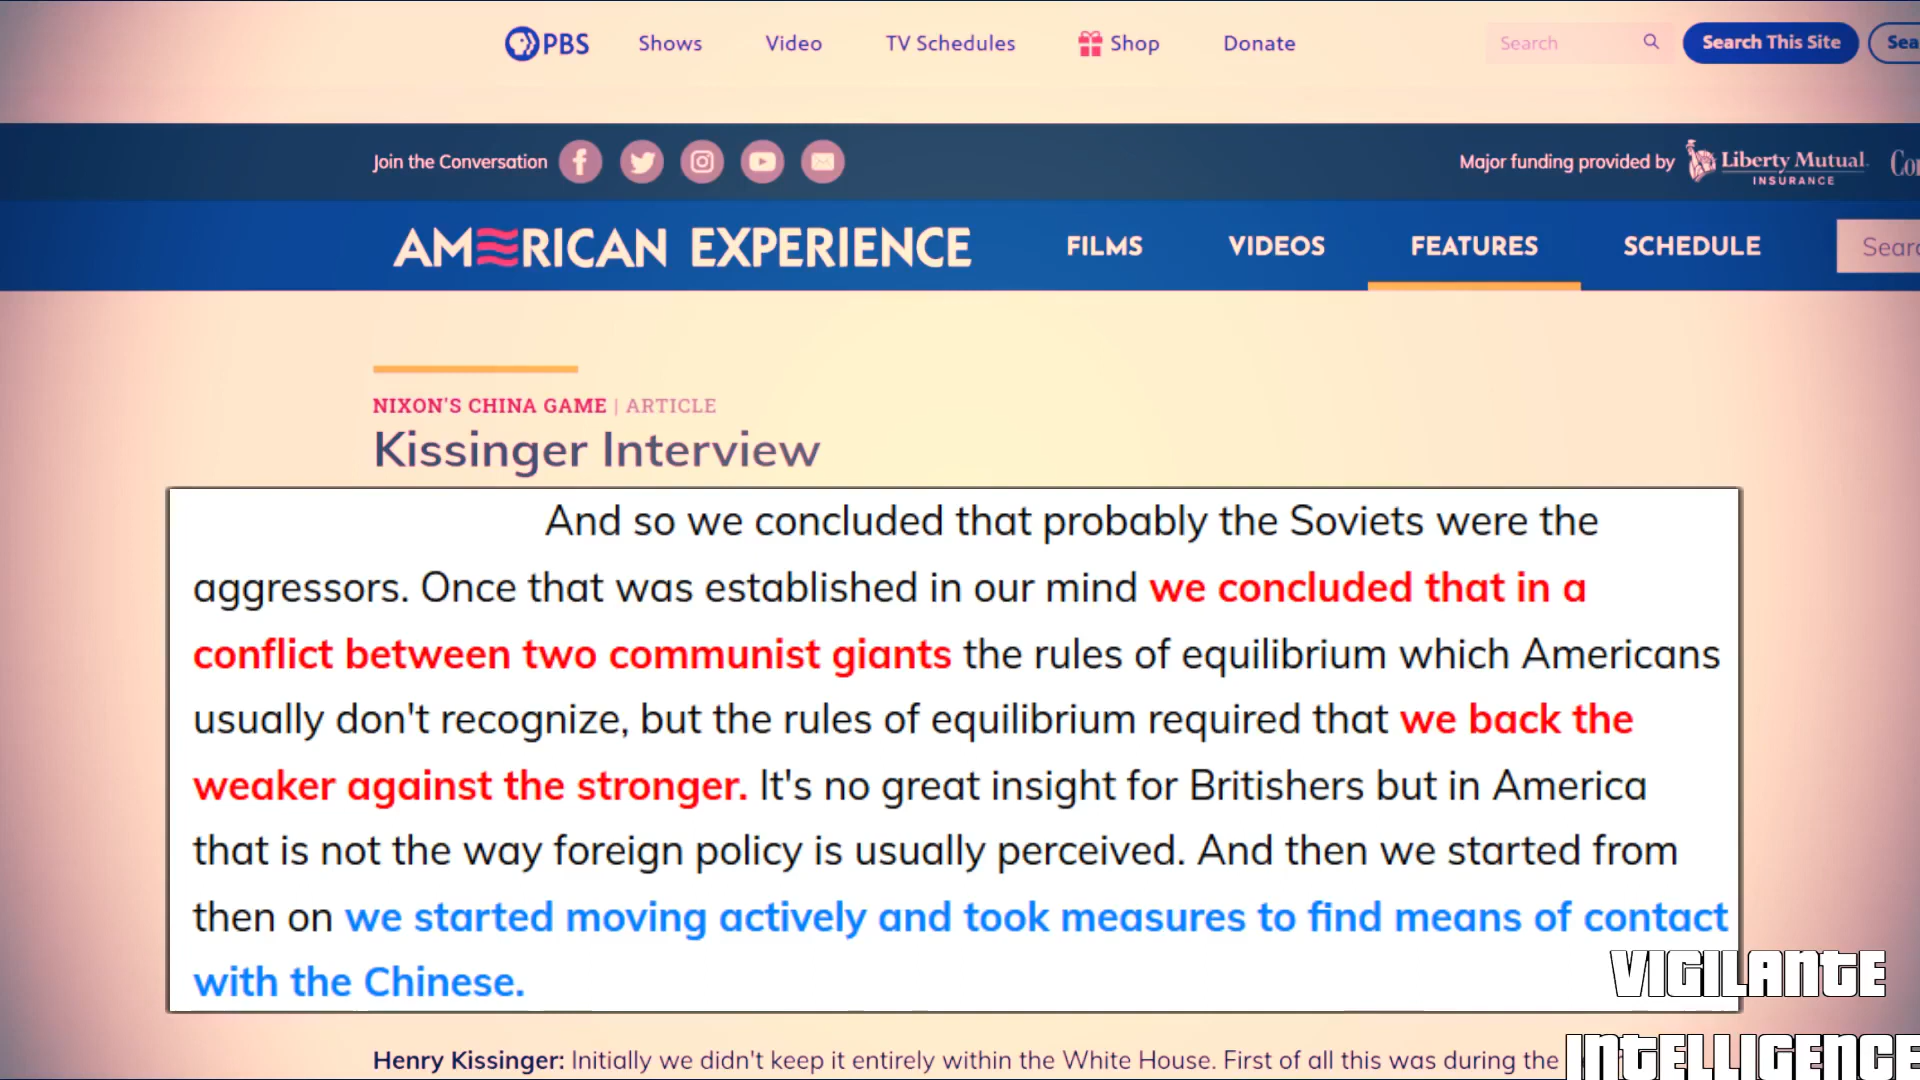 PBS Shows Video TV Schedules Shop Donate Search Search This Site Sea
Join the Conversation Major funding provided by Liberty Mutual. INSURANCE Co
AMERICAN EXPERIENCE FILMS VIDEOS FEATURES SCHEDULE Sear
NIXON'S CHINA GAME | ARTICLE
Kissinger Interview
And so we concluded that probably the Soviets were the
aggressors. Once that was established in our mind we concluded that in a
conflict between two communist giants the rules of equilibrium which Americans
usually don't recognize, but the rules of equilibrium required that we back the
weaker against the stronger. It's no great insight for Britishers but in America
that is not the way foreign policy is usually perceived. And then we started from
then on we started moving actively and took measures to find means of contact
with the Chinese.
VIGILANTE
Henry Kissinger: Initially we didn't keep it entirely within the White House. First of all this was during the
INTELLIGENCE